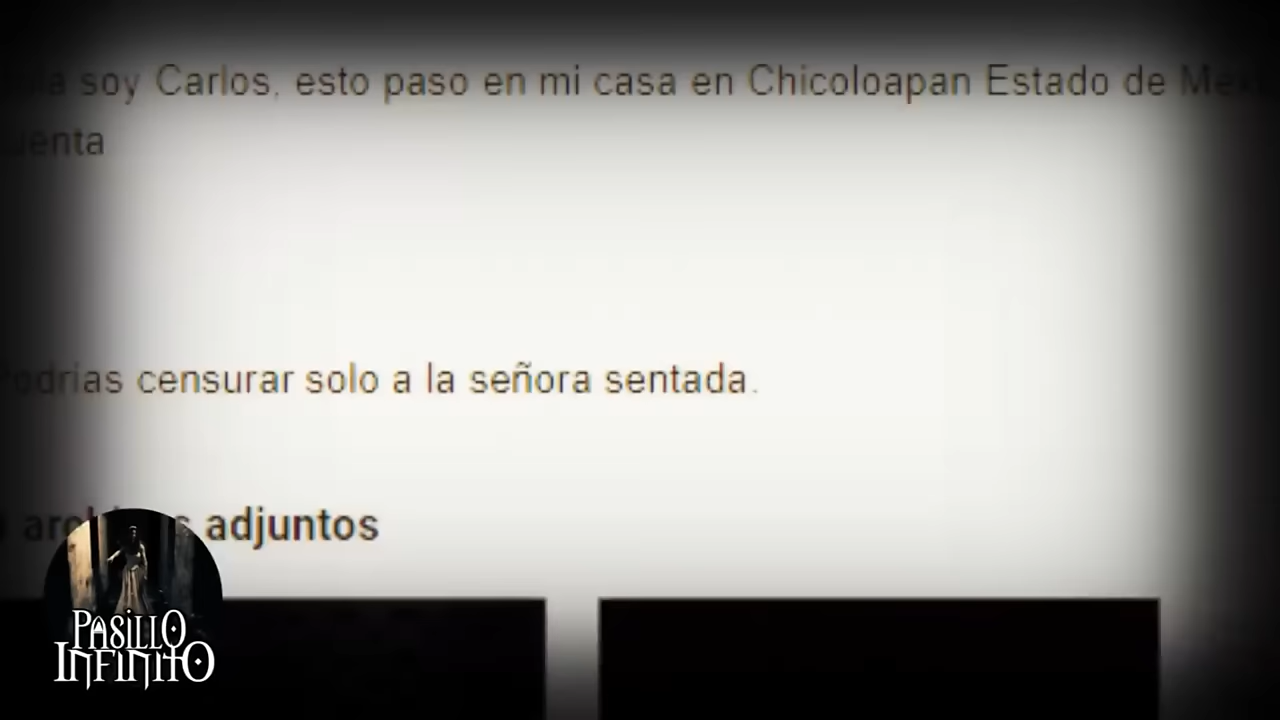 soy Carlos, esto paso en mi casa en Chicoloapan Estado de
Podrias censurar solo a la señora sentada.
adjuntos
PASILLO
INFINITO